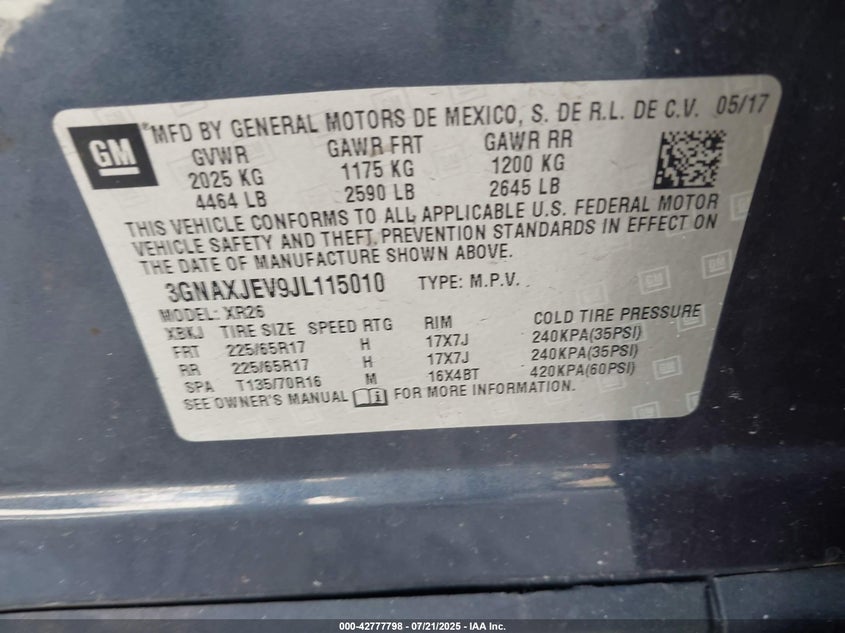 GM
® MFD BY GENERAL MOTORS DE MEXICO, S. DE R.L. DE C.V. 05/17
GVWR GAWR FRT GAWR RR
2025 KG 1175 KG 1200 KG
4464 LB 2590 LB 2645 LB
THIS VEHICLE CONFORMS TO ALL APPLICABLE U.S. FEDERAL MOTOR
VEHICLE SAFETY AND THEFT PREVENTION STANDARDS IN EFFECT ON
THE DATE OF MANUFACTURE SHOWN ABOVE.
3GNAXJEV9JL115010 TYPE: M.P.V.
MODEL: XR26
XBKJ TIRE SIZE SPEED RTG RIM COLD TIRE PRESSURE
FRT 225/65R17 H 17X7J 240KPA(35PSI)
RR 225/65R17 H 17X7J 240KPA(35PSI)
SPA T135/70R16 M 16X4BT 420KPA(60PSI)
SEE OWNER'S MANUAL FOR MORE INFORMATION.
000-42777798 - 07/21/2025 - IAA Inc.